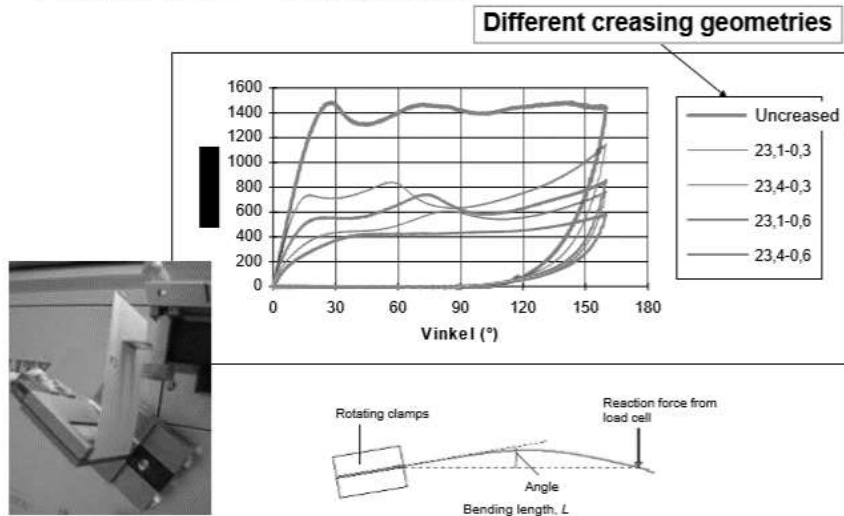 Different creasing geometries
1600
1400
1200
1000
800
600
400
200
0
0 30 60 90 120 150 180
Vinkel (°)
Uncreased
23,1-0,3
23,4-0,3
23,1-0,6
23,4-0,6
Rotating clamps
Reaction force from
load cell
Angle
Bending length, L